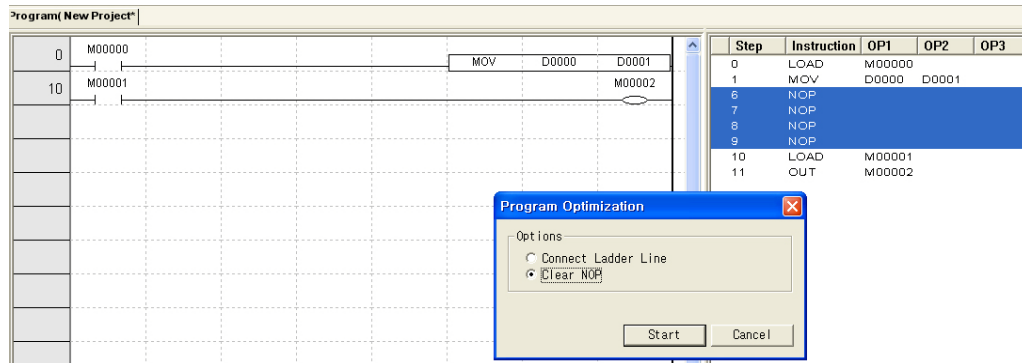 Program( New Project*
0 M00000 MOV D0000 D0001
10 M00001 M00002
Step Instruction OP1 OP2 OP3
0 LOAD M00000
1 MOV D0000 D0001
6 NOP
7 NOP
8 NOP
9 NOP
10 LOAD M00001
11 OUT M00002
Program Optimization
Options
Connect Ladder Line
Clear NOP
Start Cancel